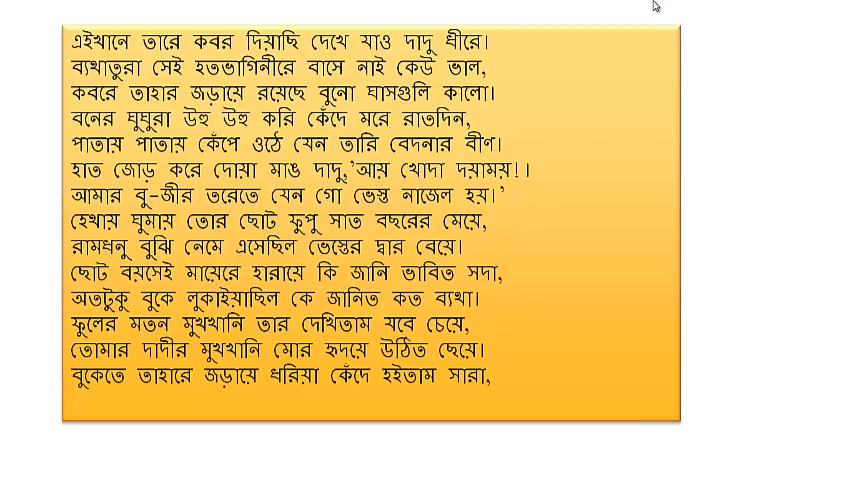 এইখানে তারে কবর দিয়াছি দেখে যাও দাদু ধীরে।
ব্যথাতুরা সেই হতভাগিনীরে বাসে নাই কেউ ভাল,
কবরে তাহার জড়ায়ে রয়েছে বুনো ঘাসগুলি কালো।
বনের ঘুঘুরা উহু উহু করি কেঁদে মরে রাতদিন,
পাতায় পাতায় কেঁপে ওঠে যেন তারি বেদনার বীণ।
হাত জোড় করে দোয়া মাঙ দাদু,’আয় খোদা দয়াময়!।
আমার বু-জীর তরেতে যেন গো ভেস্ত নাজেল হয়।’
হেথায় ঘুমায় তোর ছোট ফুপু সাত বছরের মেয়ে,
রামধনু বুঝি নেমে এসেছিল ভেস্তের দ্বার বেয়ে।
ছোট বয়সেই মায়েরে হারায়ে কি জানি ভাবিত সদা,
অতটুকু বুকে লুকাইয়াছিল কে জানিত কত ব্যথা।
ফুলের মতন মুখখানি তার দেখিতাম যবে চেয়ে,
তোমার দাদীর মুখখানি মোর হৃদয়ে উঠিত ছেয়ে।
বুকেতে তাহারে জড়ায়ে ধরিয়া কেঁদে হইতাম সারা,